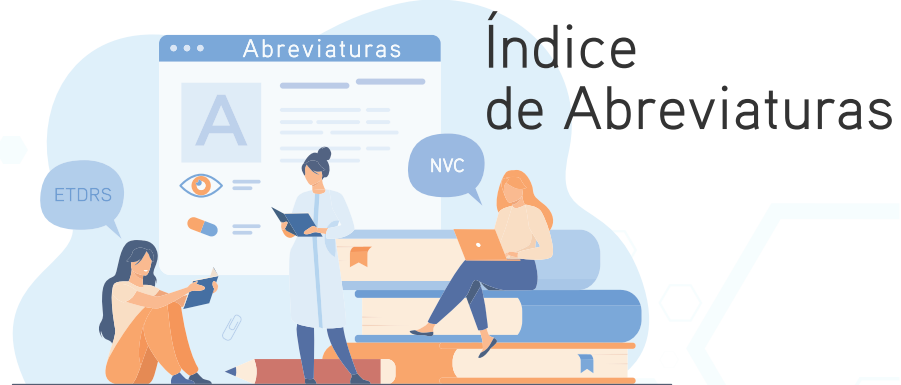 Índice
de Abreviaturas
Abreviaturas
A
NVC
ETDRS